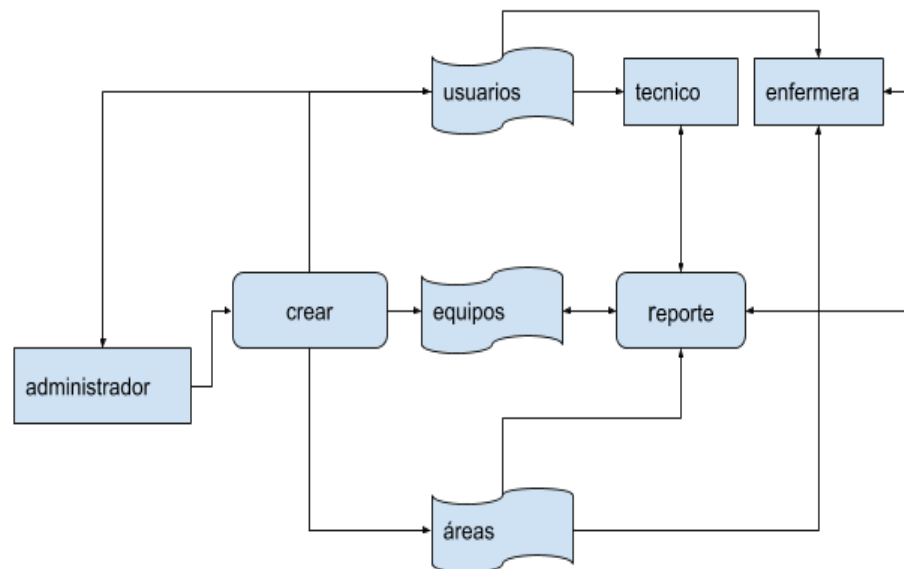 usuarios
tecnico
enfermera
crear
equipos
reporte
administrador
áreas